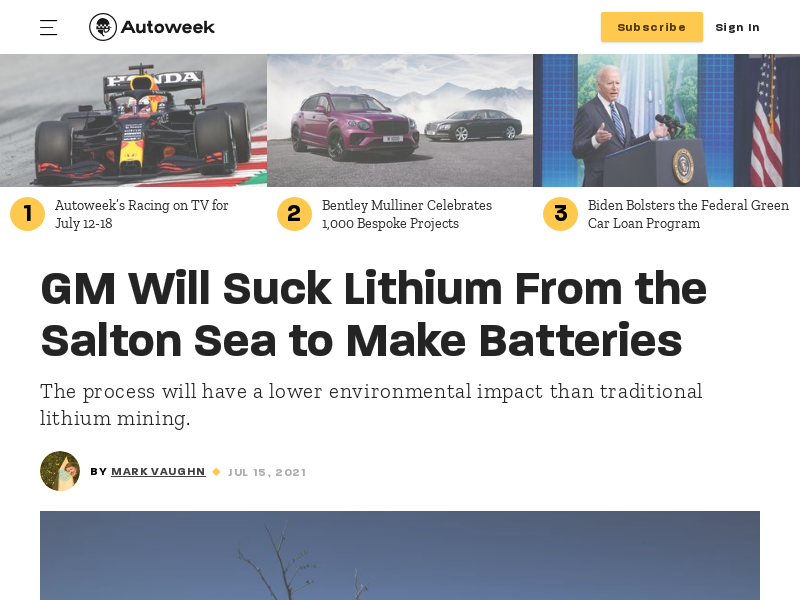 Autoweek
Subscribe
Sign In
HONDA
1
Autoweek's Racing on TV for
July 12-18
2
Bentley Mulliner Celebrates
1,000 Bespoke Projects
3
Biden Bolsters the Federal Green
Car Loan Program
GM Will Suck Lithium From the
Salton Sea to Make Batteries
The process will have a lower environmental impact than traditional
lithium mining.
BY MARK VAUGHN
JUL 15, 2021